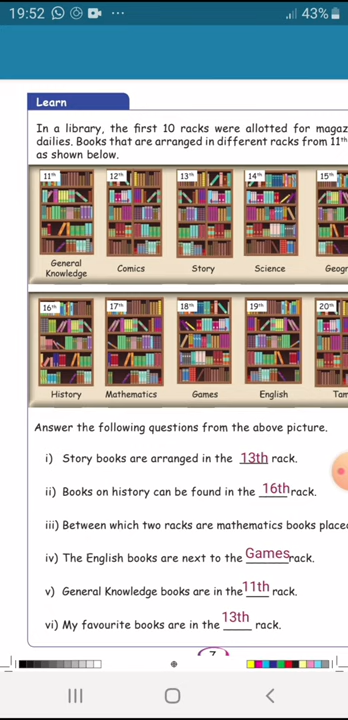 19:52 ... 43%
Learn
In a library, the first 10 racks were allotted for magaz
dailies. Books that are arranged in different racks from 11th
as shown below.
11th 12th 13th 14th 15th
General Knowledge Comics Story Science Geogr
16th 17th 18th 19th 20th
History Mathematics Games English Tam
Answer the following questions from the above picture.
i) Story books are arranged in the 13th rack.
ii) Books on history can be found in the 16th rack.
iii) Between which two racks are mathematics books place
iv) The English books are next to the Games rack.
v) General Knowledge books are in the 11th rack.
vi) My favourite books are in the 13th rack.
7